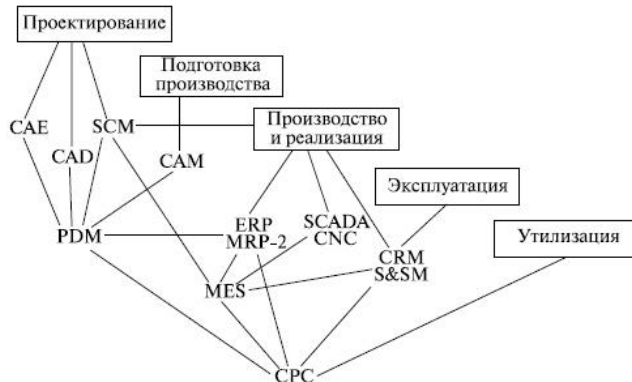 Проектирование
Подготовка
производства
Производство
и реализация
CAE
SCM
CAD
CAM
Эксплуатация
PDM
ERP
MRP-2
SCADA
CNC
CRM
S&SM
Утилизация
MES
CPC